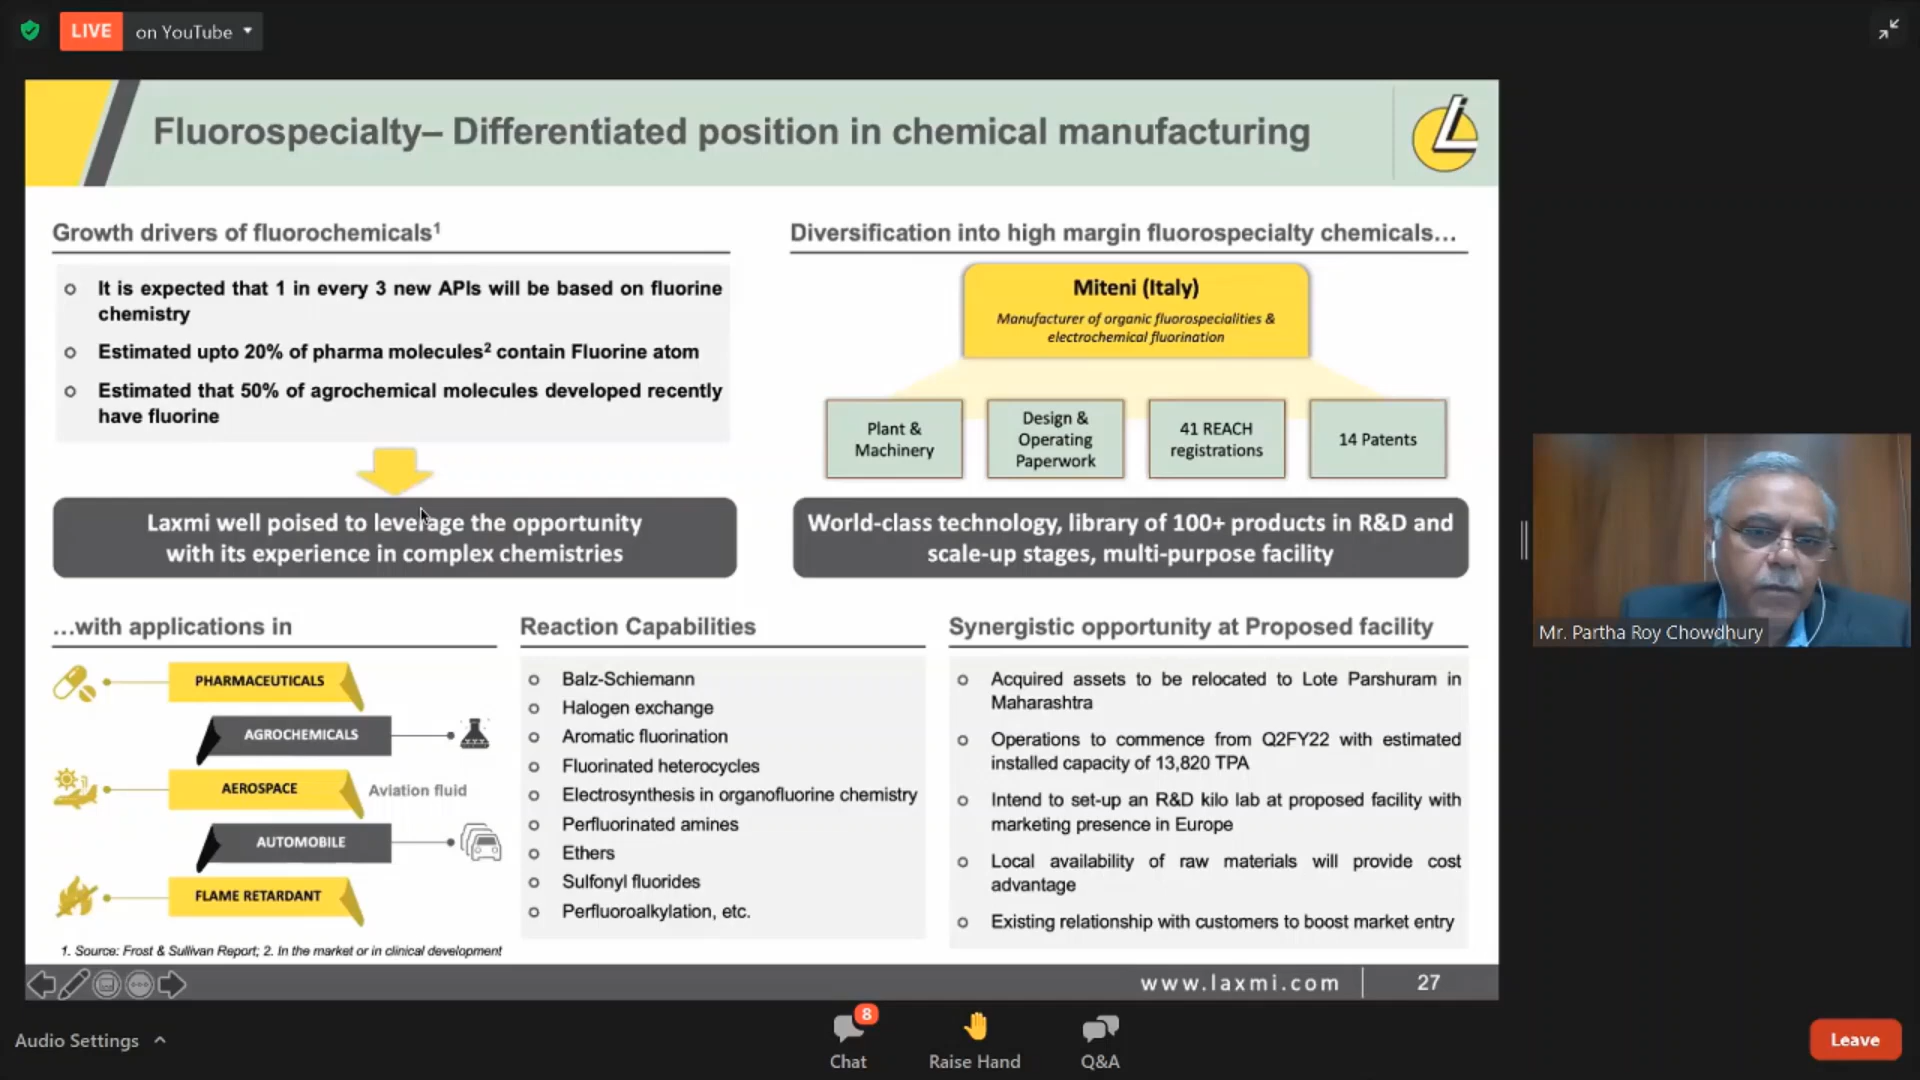 LIVE on YouTube
Fluorospecialty– Differentiated position in chemical manufacturing
Growth drivers of fluorochemicals¹
It is expected that 1 in every 3 new APIs will be based on fluorine
chemistry
Estimated upto 20% of pharma molecules² contain Fluorine atom
Estimated that 50% of agrochemical molecules developed recently
have fluorine
Laxmi well poised to leverage the opportunity
with its experience in complex chemistries
Diversification into high margin fluorospecialty chemicals…
Miteni (Italy)
Manufacturer of organic fluorospecialities &
electrochemical fluorination
Plant &
Machinery
Design &
Operating
Paperwork
41 REACH
registrations
14 Patents
World-class technology, library of 100+ products in R&D and
scale-up stages, multi-purpose facility
…with applications in
PHARMACEUTICALS
AGROCHEMICALS
AEROSPACE
Aviation fluid
AUTOMOBILE
FLAME RETARDANT
Reaction Capabilities
Balz-Schiemann
Halogen exchange
Aromatic fluorination
Fluorinated heterocycles
Electrosynthesis in organofluorine chemistry
Perfluorinated amines
Ethers
Sulfonyl fluorides
Perfluoroalkylation, etc.
Synergistic opportunity at Proposed facility
Acquired assets to be relocated to Lote Parshuram in
Maharashtra
Operations to commence from Q2FY22 with estimated
installed capacity of 13,820 TPA
Intend to set-up an R&D kilo lab at proposed facility with
marketing presence in Europe
Local availability of raw materials will provide cost
advantage
Existing relationship with customers to boost market entry
1. Source: Frost & Sullivan Report; 2. In the market or in clinical development
www.laxmi.com
27
Mr. Partha Roy Chowdhury
Audio Settings
8
Chat
Raise Hand
Q&A
Leave